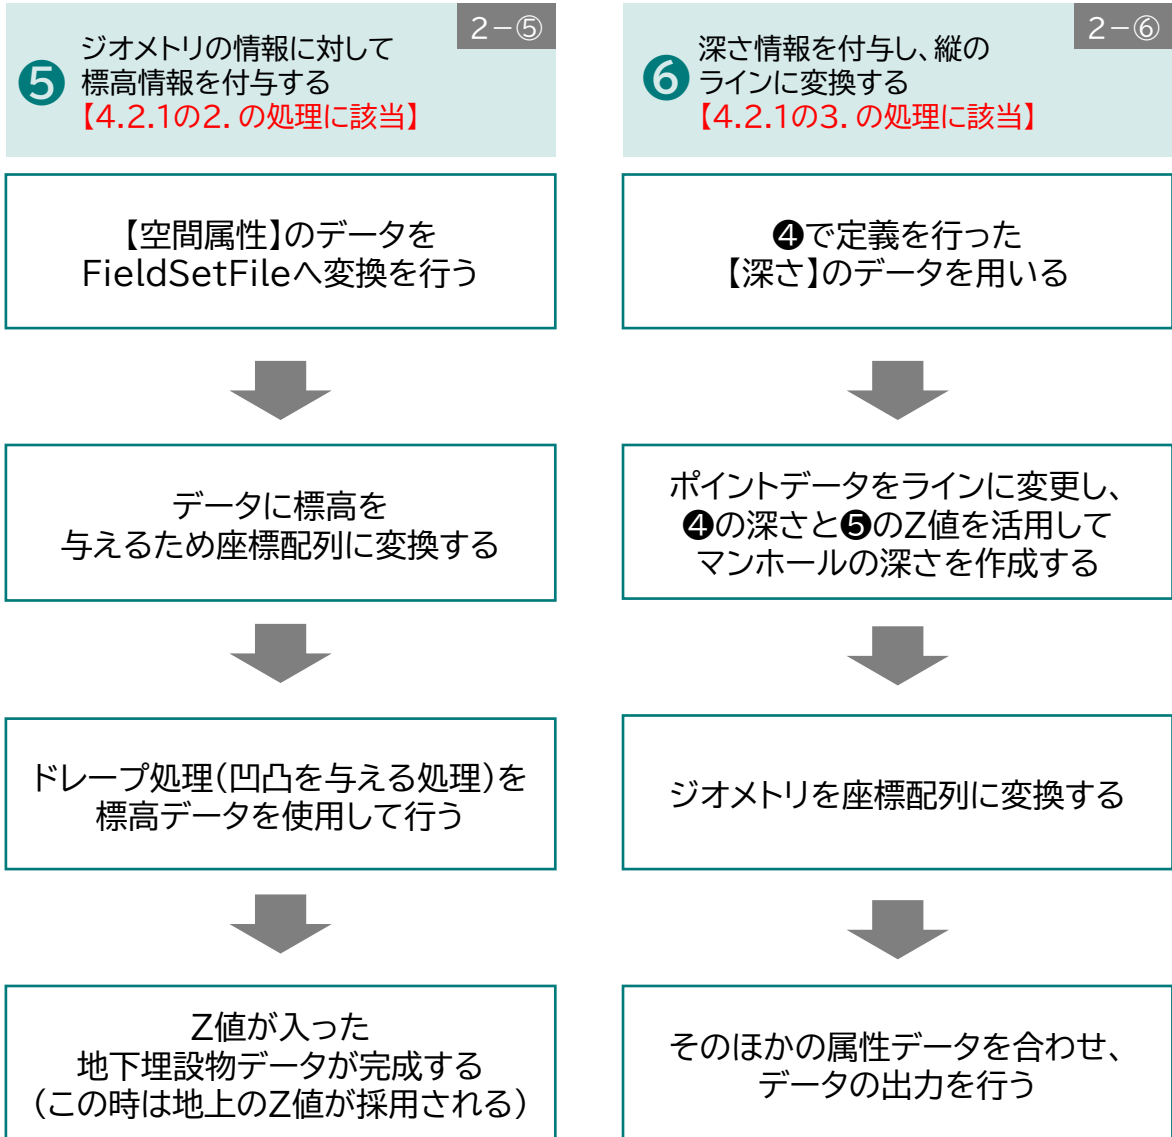 2-⑤
❺
ジオメトリの情報に対して
標高情報を付与する
【4.2.1の2.の処理に該当】
【空間属性】のデータを
FieldSetFileへ変換を行う
データに標高を
与えるため座標配列に変換する
ドレープ処理(凹凸を与える処理)を
標高データを使用して行う
Z値が入った
地下埋設物データが完成する
(この時は地上のZ値が採用される)
2-⑥
❻
深さ情報を付与し、縦の
ラインに変換する
【4.2.1の3.の処理に該当】
❹で定義を行った
【深さ】のデータを用いる
ポイントデータをラインに変更し、
❹の深さと❺のZ値を活用して
マンホールの深さを作成する
ジオメトリを座標配列に変換する
そのほかの属性データを合わせ、
データの出力を行う